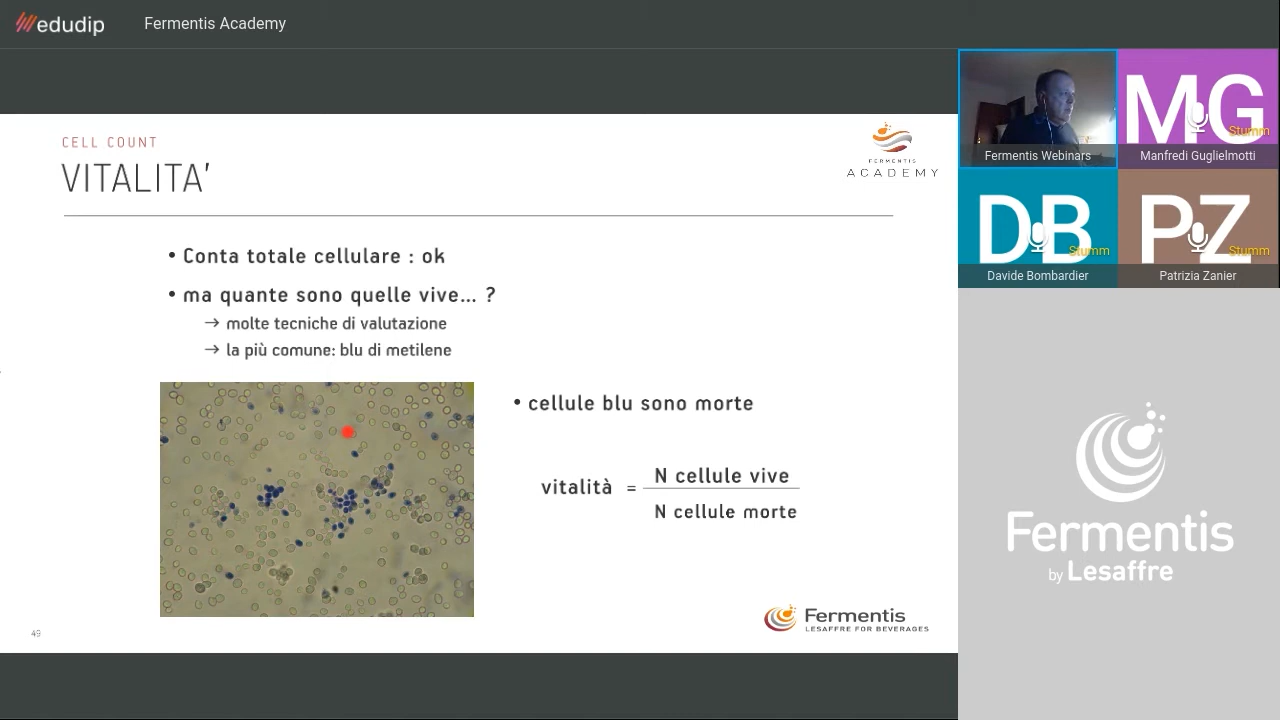 edudip
Fermentis Academy
CELL COUNT
VITALITA'
FERMENTIS
ACADEMY
• Conta totale cellulare : ok
• ma quante sono quelle vive... ?
→ molte tecniche di valutazione
→ la più comune: blu di metilene
• cellule blu sono morte
vitalità = N cellule vive
N cellule morte
49
Fermentis
LESAFFRE FOR BEVERAGES
Fermentis Webinars
MG
Stumm
Manfredi Guglielmotti
DB
Stumm
Davide Bombardier
PZ
Stumm
Patrizia Zanier
Fermentis
by Lesaffre